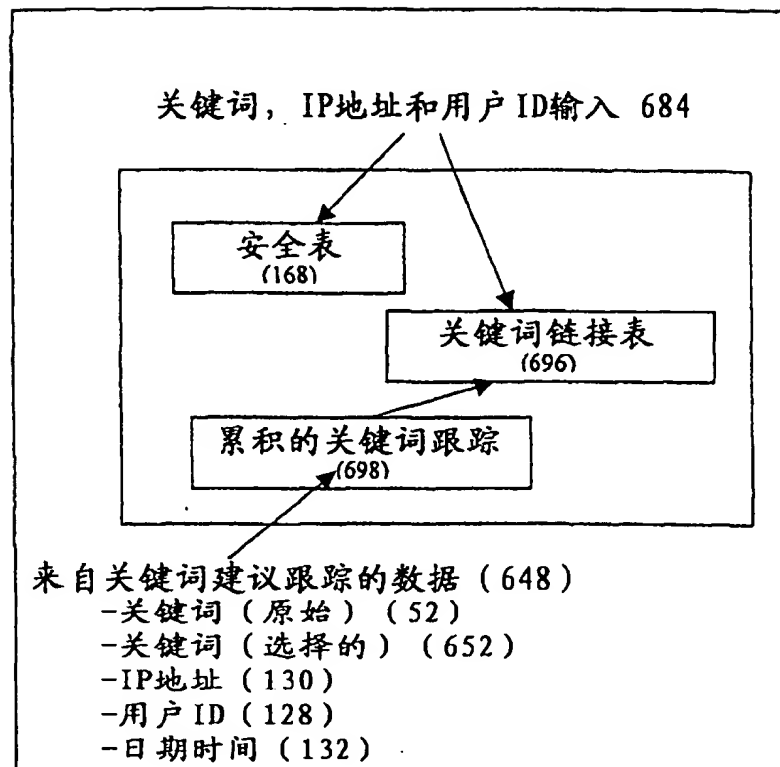 关键词，IP地址和用户ID输入 684
安全表
(168)
关键词链接表
(696)
累积的关键词跟踪
(698)
来自关键词建议跟踪的数据（648）
-关键词（原始）（52）
-关键词（选择的）（652）
-IP地址（130）
-用户ID（128）
-日期时间（132）